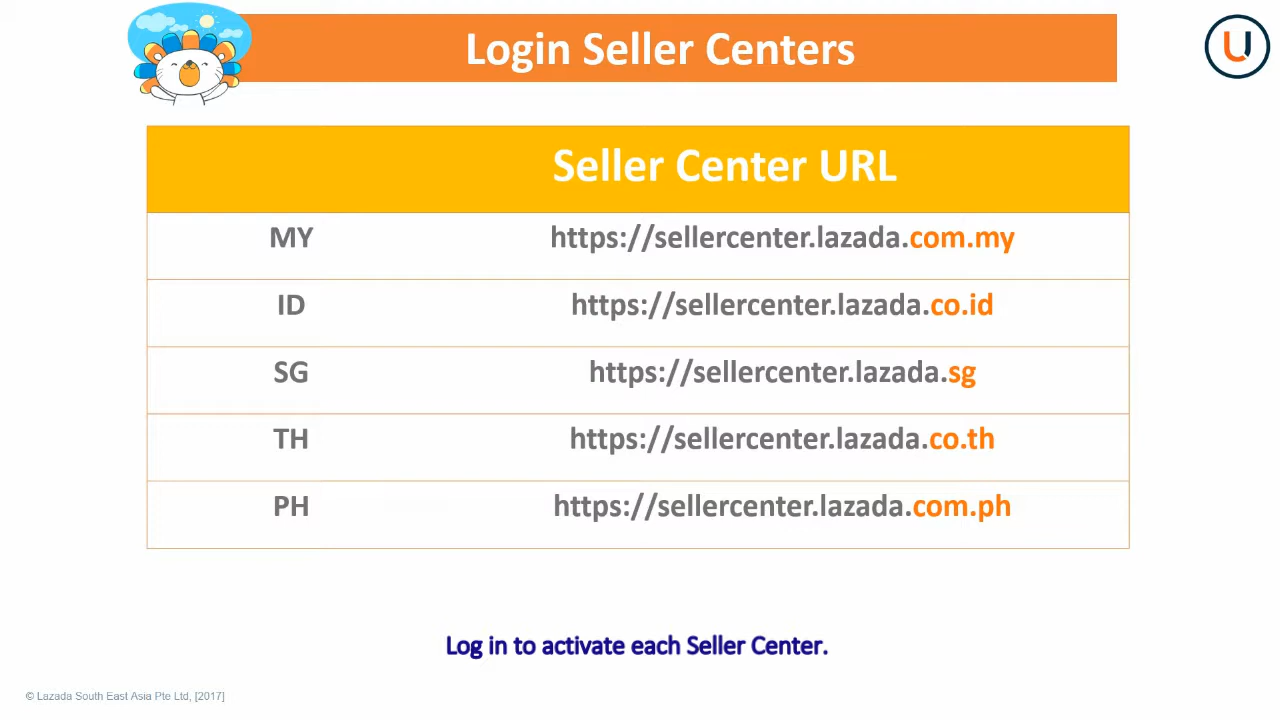 Login Seller Centers
U
Seller Center URL
MY https://sellercenter.lazada.com.my
ID https://sellercenter.lazada.co.id
SG https://sellercenter.lazada.sg
TH https://sellercenter.lazada.co.th
PH https://sellercenter.lazada.com.ph
Log in to activate each Seller Center.
© Lazada South East Asia Pte Ltd, [2017]